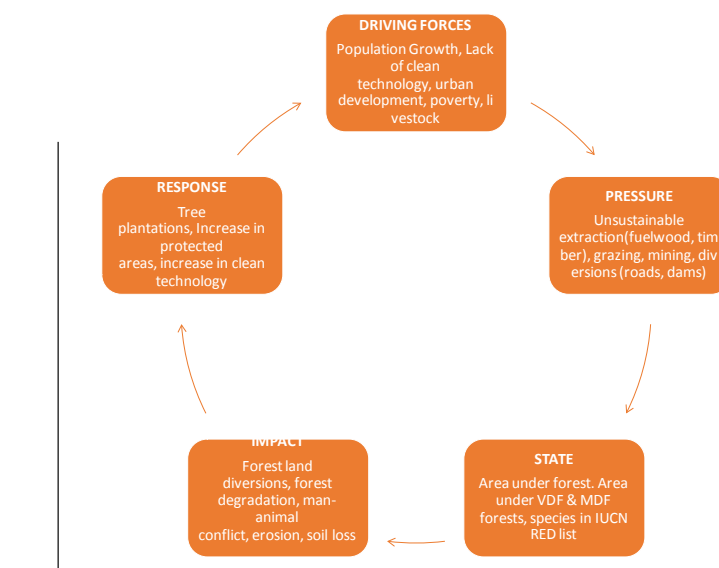 DRIVING FORCES
Population Growth, Lack
of clean
technology, urban
development, poverty, li
vestock
RESPONSE
Tree
plantations, Increase in
protected
areas, increase in clean
technology
PRESSURE
Unsustainable
extraction(fuelwood, tim
ber), grazing, mining, div
ersions (roads, dams)
IMPACT
Forest land
diversions, forest
degradation, man-
animal
conflict, erosion, soil loss
STATE
Area under forest. Area
under VDF & MDF
forests, species in IUCN
RED list